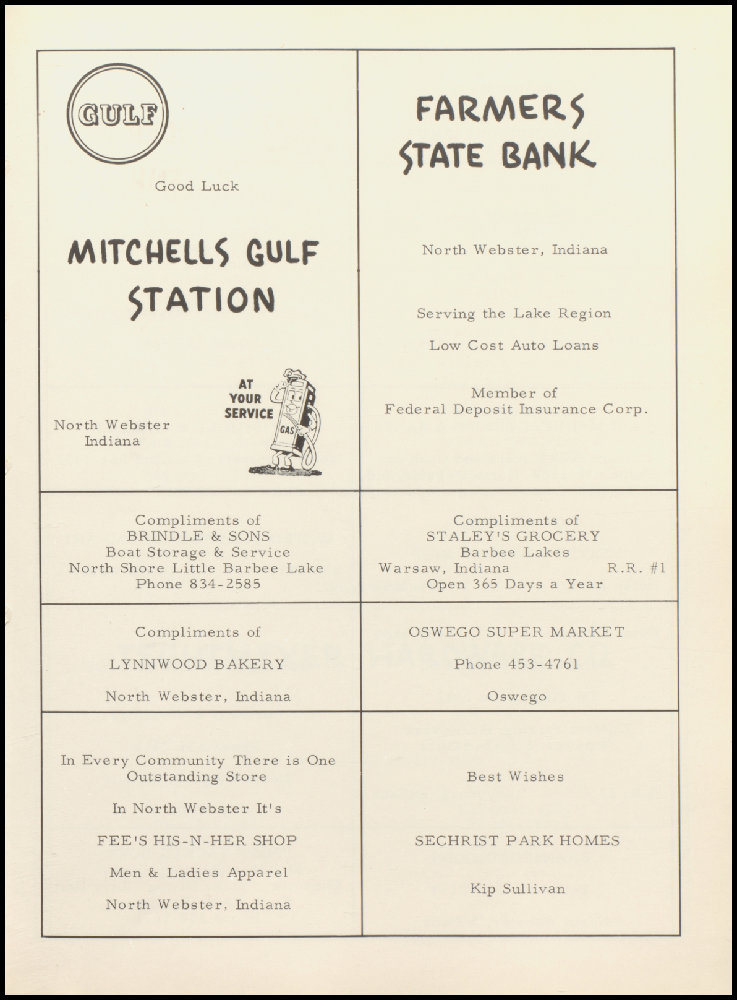 GULF
Good Luck
MITCHELLS GULF
STATION
AT
YOUR
SERVICE
GAS
North Webster
Indiana
FARMERS
STATE BANK
North Webster, Indiana
Serving the Lake Region
Low Cost Auto Loans
Member of
Federal Deposit Insurance Corp.
Compliments of
BRINDLE & SONS
Boat Storage & Service
North Shore Little Barbee Lake
Phone 834-2585
Compliments of
STALEY'S GROCERY
Barbee Lakes
Warsaw, Indiana R.R. #1
Open 365 Days a Year
Compliments of
LYNNWOOD BAKERY
North Webster, Indiana
OSWEGO SUPER MARKET
Phone 453-4761
Oswego
In Every Community There is One
Outstanding Store
In North Webster It's
FEE'S HIS-N-HER SHOP
Men & Ladies Apparel
North Webster, Indiana
Best Wishes
SECHRIST PARK HOMES
Kip Sullivan